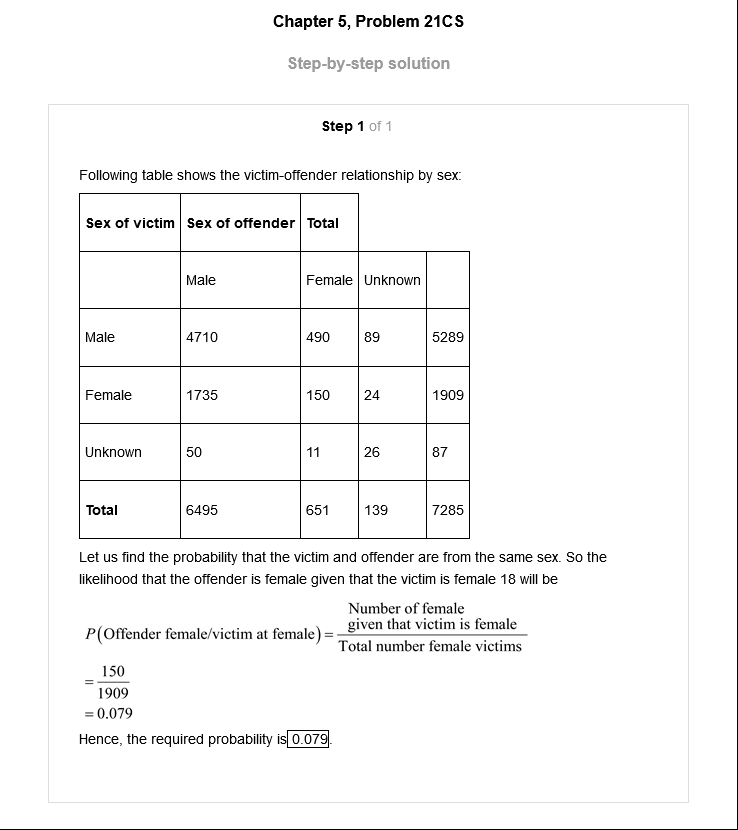 Chapter 5, Problem 21CS
Step-by-step solution
Step 1 of 1
Following table shows the victim-offender relationship by sex:
Sex of victim Sex of offender Total
Male Female Unknown
Male 4710 490 89 5289
Female 1735 150 24 1909
Unknown 50 11 26 87
Total 6495 651 139 7285
Let us find the probability that the victim and offender are from the same sex. So the
likelihood that the offender is female given that the victim is female 18 will be
P(Offender female/victim at female) = Number of female given that victim is female / Total number female victims
= 150 / 1909
= 0.079
Hence, the required probability is 0.079.